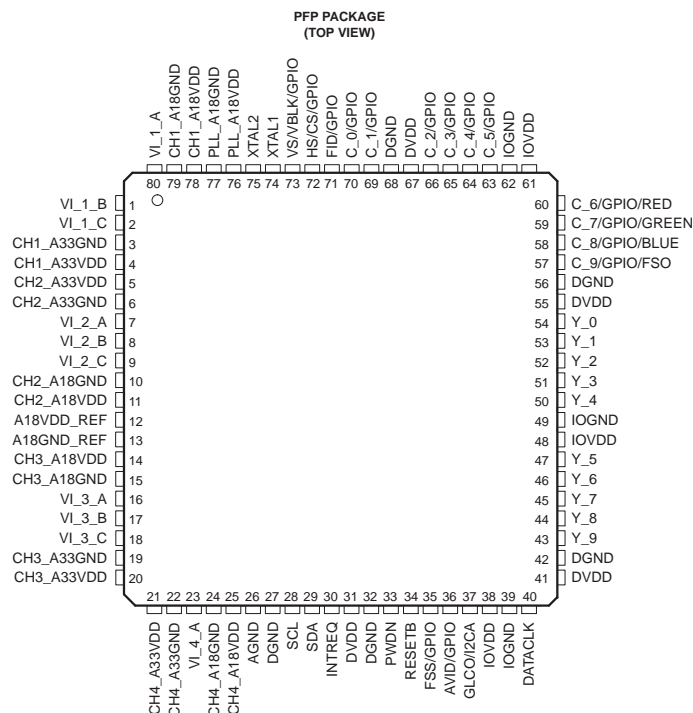 PFP PACKAGE
(TOP VIEW)
VI_1_A
CH1_A18GND
CH1_A18VDD
PLL_A18GND
PLL_A18VDD
XTAL2
XTAL1
VS/VBLK/GPIO
HS/CS/GPIO
FID/GPIO
C_0/GPIO
C_1/GPIO
DGND
DVDD
C_2/GPIO
C_3/GPIO
C_4/GPIO
C_5/GPIO
IOGND
IOVDD
80 79 78 77 76 75 74 73 72 71 70 69 68 67 66 65 64 63 62 61
VI_1_B 1
VI_1_C 2
CH1_A33GND 3
CH1_A33VDD 4
CH2_A33VDD 5
CH2_A33GND 6
VI_2_A 7
VI_2_B 8
VI_2_C 9
CH2_A18GND 10
CH2_A18VDD 11
A18VDD_REF 12
A18GND_REF 13
CH3_A18VDD 14
CH3_A18GND 15
VI_3_A 16
VI_3_B 17
VI_3_C 18
CH3_A33GND 19
CH3_A33VDD 20
60 C_6/GPIO/RED
59 C_7/GPIO/GREEN
58 C_8/GPIO/BLUE
57 C_9/GPIO/FSO
56 DGND
55 DVDD
54 Y_0
53 Y_1
52 Y_2
51 Y_3
50 Y_4
49 IOGND
48 IOVDD
47 Y_5
46 Y_6
45 Y_7
44 Y_8
43 Y_9
42 DGND
41 DVDD
21 22 23 24 25 26 27 28 29 30 31 32 33 34 35 36 37 38 39 40
CH4_A33VDD
CH4_A33GND
VI_4_A
CH4_A18GND
CH4_A18VDD
AGND
DGND
SCL
SDA
INTREQ
DVDD
DGND
PWDN
RESETB
FSS/GPIO
AVID/GPIO
GLCO/I2CA
IOVDD
IOGND
DATACLK